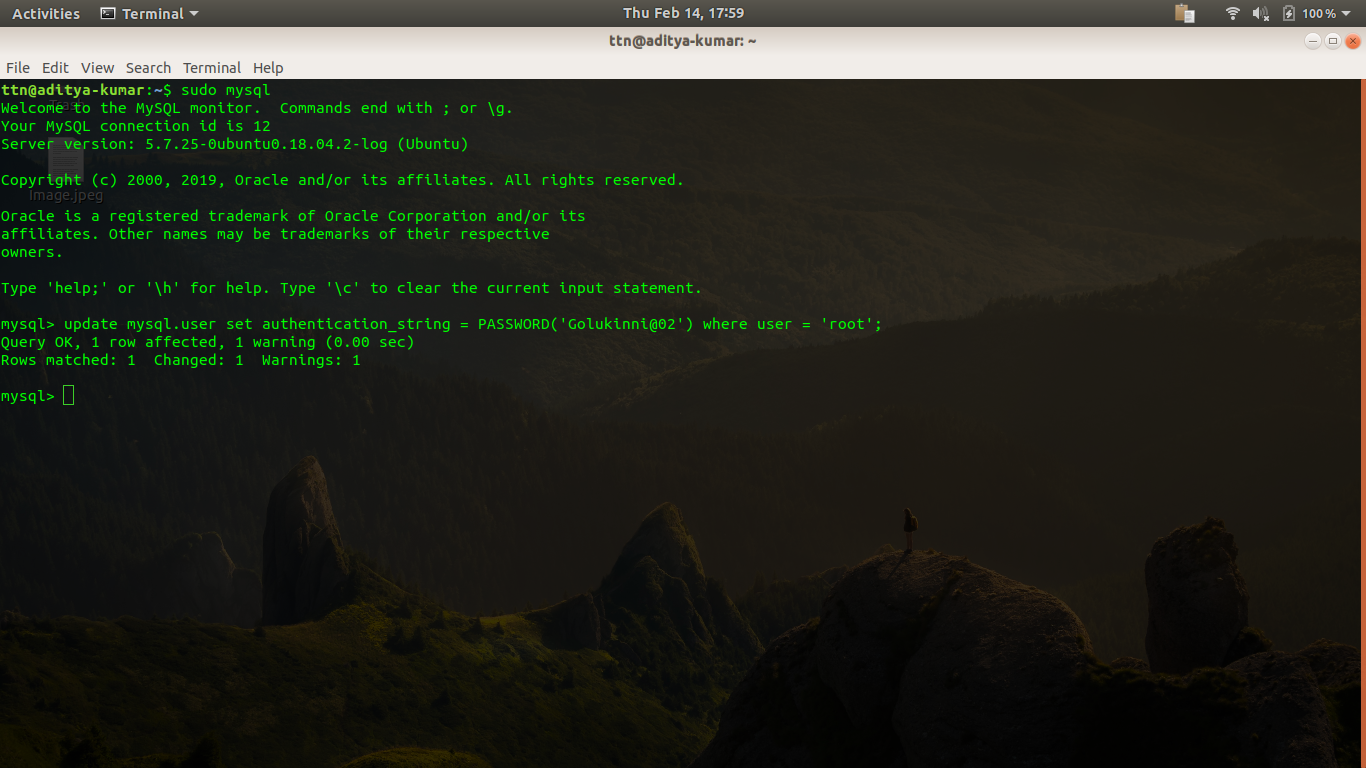 Activities Terminal Thu Feb 14, 17:59 100%
ttn@aditya-kumar: ~
File Edit View Search Terminal Help
ttn@aditya-kumar:~$ sudo mysql
Trash
Welcome to the MySQL monitor.  Commands end with ; or \g.
Your MySQL connection id is 12
Server version: 5.7.25-0ubuntu0.18.04.2-log (Ubuntu)
Copyright (c) 2000, 2019, Oracle and/or its affiliates. All rights reserved.
Image.jpeg
Oracle is a registered trademark of Oracle Corporation and/or its
affiliates. Other names may be trademarks of their respective
owners.
Type 'help;' or '\h' for help. Type '\c' to clear the current input statement.
mysql> update mysql.user set authentication_string = PASSWORD('Golukinni@02') where user = 'root';
Query OK, 1 row affected, 1 warning (0.00 sec)
Rows matched: 1  Changed: 1  Warnings: 1
mysql>